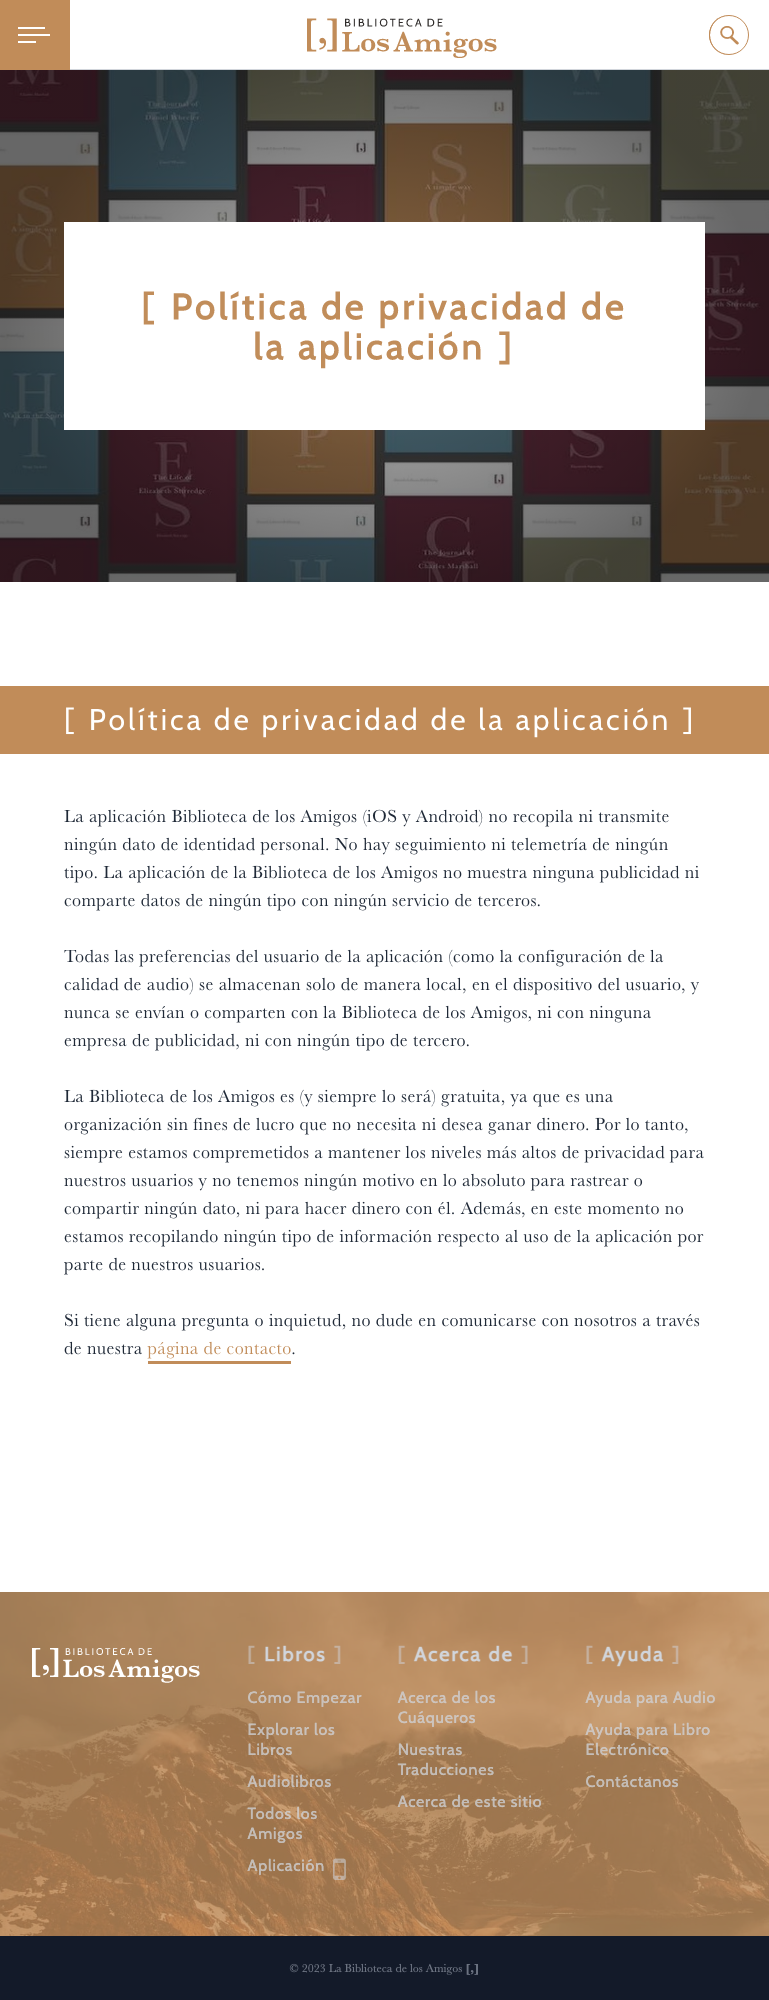 BIBLIOTECA DE
[,] Los Amigos
[ Política de privacidad de
la aplicación ]
[ Política de privacidad de la aplicación ]
La aplicación Biblioteca de los Amigos (iOS y Android) no recopila ni transmite
ningún dato de identidad personal. No hay seguimiento ni telemetría de ningún
tipo. La aplicación de la Biblioteca de los Amigos no muestra ninguna publicidad ni
comparte datos de ningún tipo con ningún servicio de terceros.
Todas las preferencias del usuario de la aplicación (como la configuración de la
calidad de audio) se almacenan solo de manera local, en el dispositivo del usuario, y
nunca se envían o comparten con la Biblioteca de los Amigos, ni con ninguna
empresa de publicidad, ni con ningún tipo de tercero.
La Biblioteca de los Amigos es (y siempre lo será) gratuita, ya que es una
organización sin fines de lucro que no necesita ni desea ganar dinero. Por lo tanto,
siempre estamos compremetidos a mantener los niveles más altos de privacidad para
nuestros usuarios y no tenemos ningún motivo en lo absoluto para rastrear o
compartir ningún dato, ni para hacer dinero con él. Además, en este momento no
estamos recopilando ningún tipo de información respecto al uso de la aplicación por
parte de nuestros usuarios.
Si tiene alguna pregunta o inquietud, no dude en comunicarse con nosotros a través
de nuestra página de contacto.
BIBLIOTECA DE
[,] Los Amigos
[ Libros ]
Cómo Empezar
Explorar los
Libros
Audiolibros
Todos los
Amigos
Aplicación
[ Acerca de ]
Acerca de los
Cuáqueros
Nuestras
Traducciones
Acerca de este sitio
[ Ayuda ]
Ayuda para Audio
Ayuda para Libro
Electrónico
Contáctanos
© 2023 La Biblioteca de los Amigos [,]